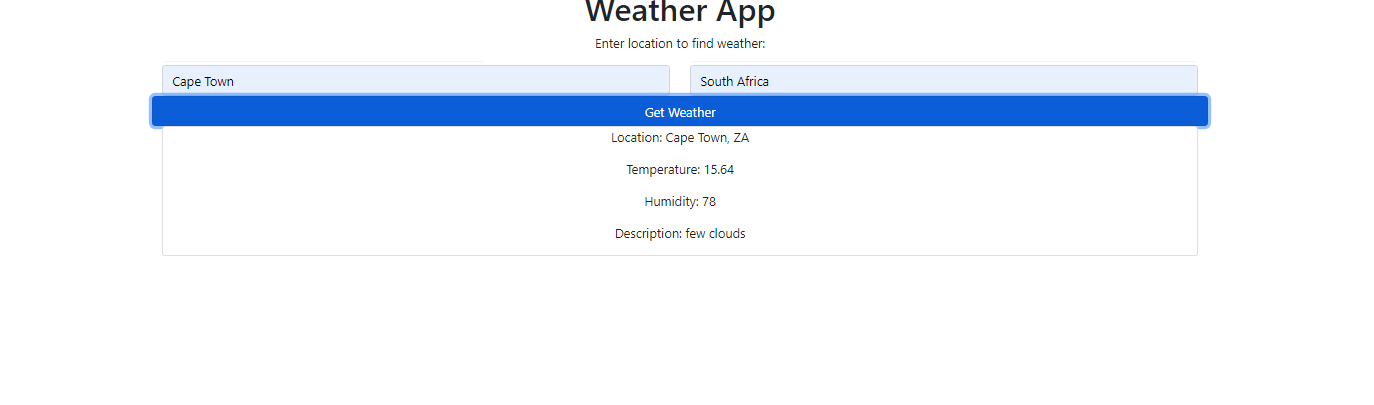 Weather App
Enter location to find weather:
Cape Town South Africa
Get Weather
Location: Cape Town, ZA
Temperature: 15.64
Humidity: 78
Description: few clouds